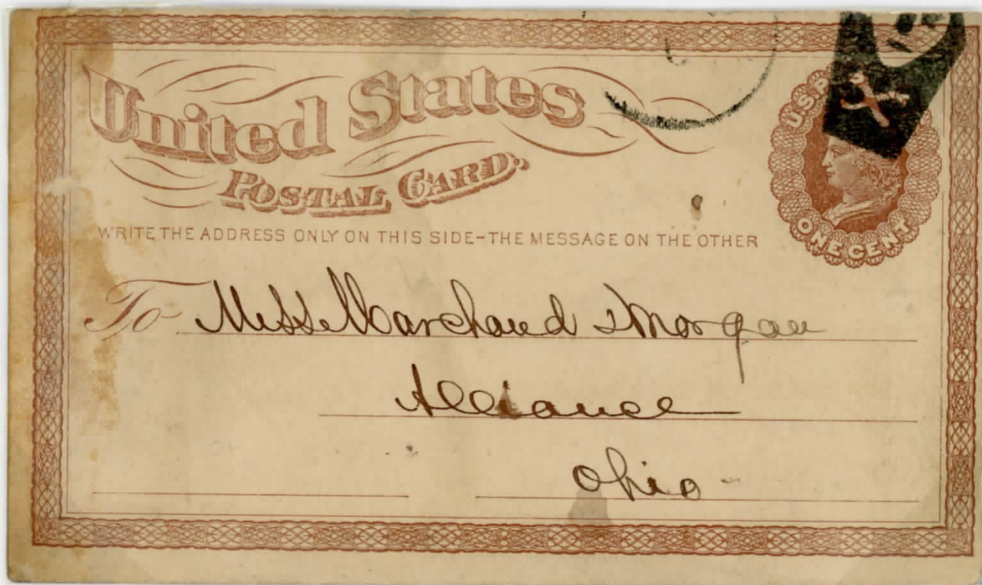 United States
POSTAL CARD.
U.S.P
ONE CENT
WRITE THE ADDRESS ONLY ON THIS SIDE-THE MESSAGE ON THE OTHER
To Mess Marchand & Morgan
Alliance
Ohio